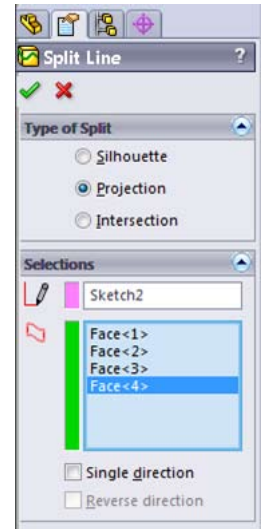 Split Line ?
Type of Split
Silhouette
Projection
Intersection
Selections
Sketch2
Face<1>
Face<2>
Face<3>
Face<4>
Single direction
Reverse direction